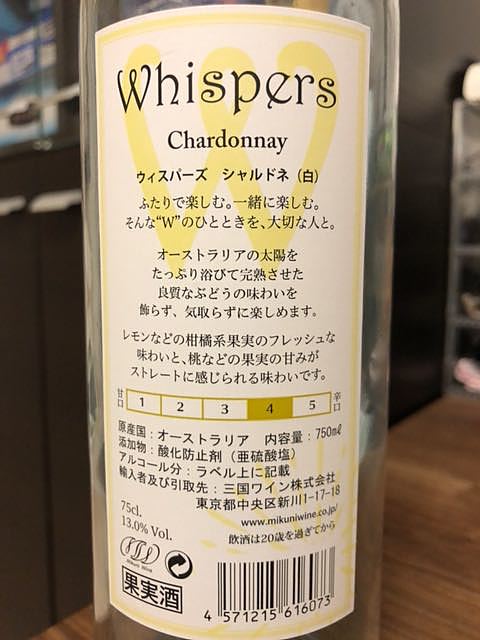 Whispers
Chardonnay
ウィスパーズ シャルドネ（白）
ふたりで楽しむ。一緒に楽しむ。
そんな“W”のひとときを、大切な人と。
オーストラリアの太陽を
たっぷり浴びて完熟させた
良質なぶどうの味わいを
飾らず、気取らずに楽しめます。
レモンなどの柑橘系果実のフレッシュな
味わいと、桃などの果実の甘みが
ストレートに感じられる味わいです。
甘口 1 2 3 4 5 辛口
原産国：オーストラリア 内容量：750㎖
添加物：酸化防止剤（亜硫酸塩）
アルコール分：ラベル上に記載
輸入者及び引取先：三国ワイン株式会社
東京都中央区新川1-17-18
www.mikuniwine.co.jp/
飲酒は20歳を過ぎてから
75cl.
13.0% Vol.
果実酒
4 571215 616073